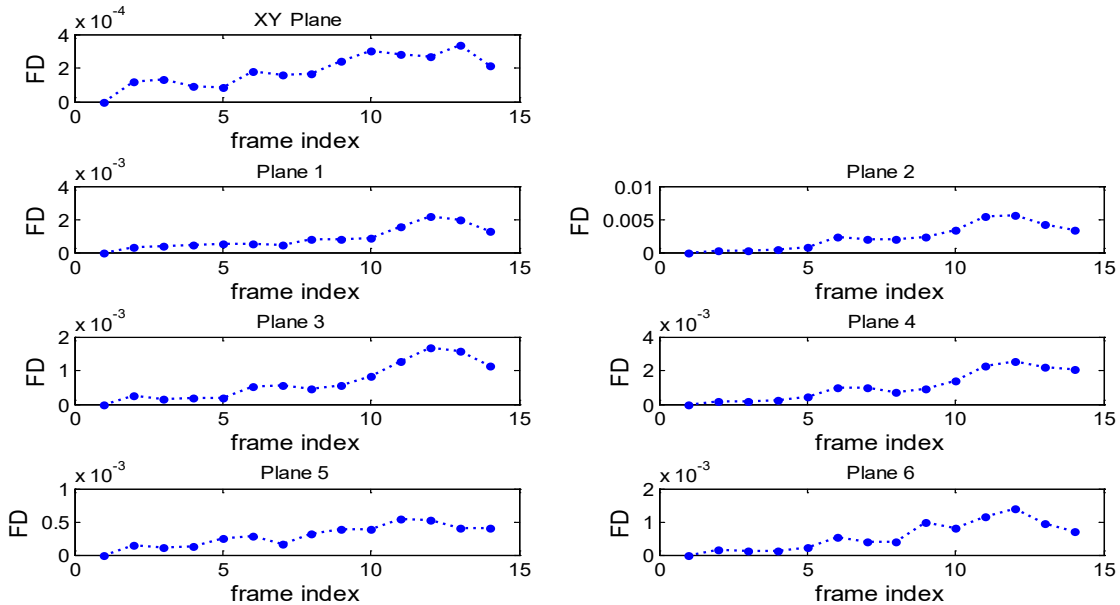 x 10^-4
XY Plane
4
2
0
FD
0 5 10 15
frame index
x 10^-3
Plane 1
4
2
0
FD
0 5 10 15
frame index
Plane 2
0.01
0.005
0
FD
0 5 10 15
frame index
x 10^-3
Plane 3
2
1
0
FD
0 5 10 15
frame index
x 10^-3
Plane 4
4
2
0
FD
0 5 10 15
frame index
x 10^-3
Plane 5
1
0.5
0
FD
0 5 10 15
frame index
x 10^-3
Plane 6
2
1
0
FD
0 5 10 15
frame index